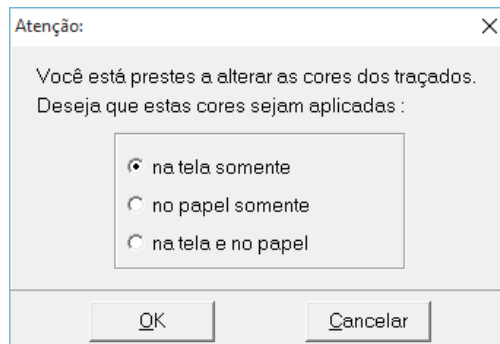 Atenção:
Você está prestes a alterar as cores dos traçados.
Deseja que estas cores sejam aplicadas :
na tela somente
no papel somente
na tela e no papel
OK
Cancelar